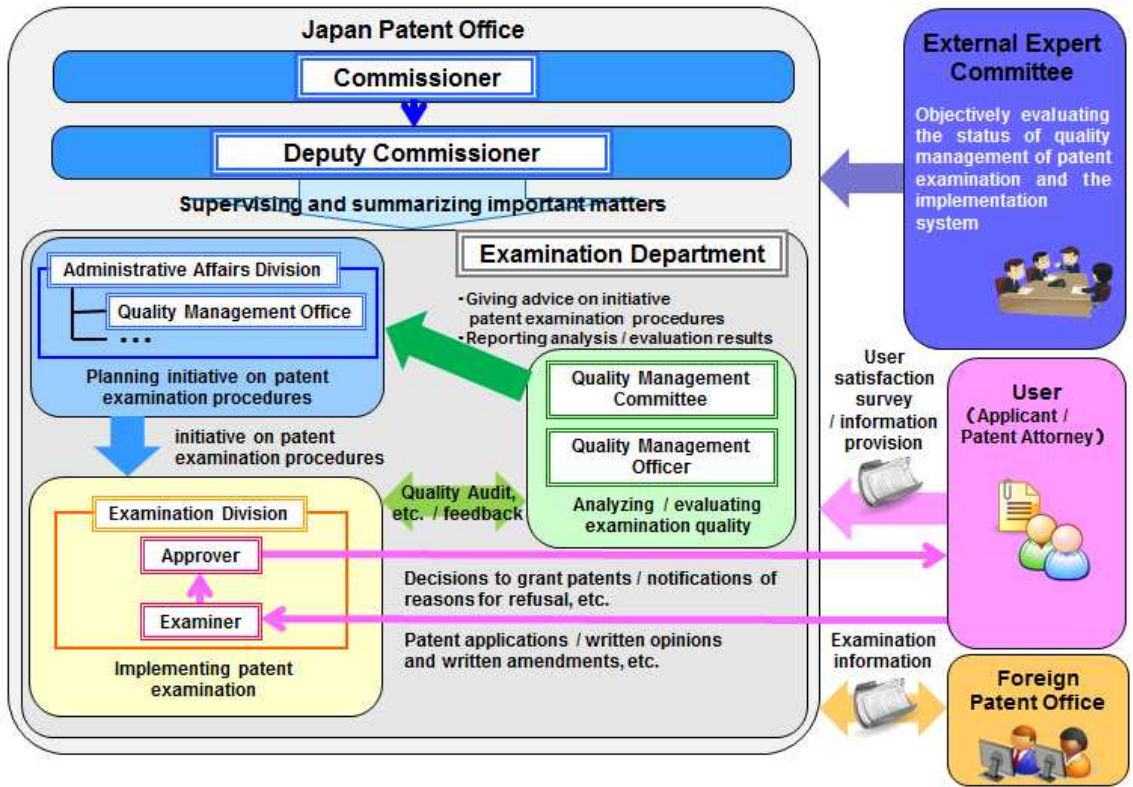 Japan Patent Office
Commissioner
Deputy Commissioner
Supervising and summarizing important matters
Examination Department
Administrative Affairs Division
Quality Management Office
• • •
Planning initiative on patent
examination procedures
・Giving advice on initiative
patent examination procedures
・Reporting analysis / evaluation results
Quality Management
Committee
Quality Management
Officer
Analyzing / evaluating
examination quality
initiative on patent
examination procedures
Quality Audit,
etc. / feedback
Examination Division
Approver
Examiner
Implementing patent
examination
Decisions to grant patents / notifications of
reasons for refusal, etc.
Patent applications / written opinions
and written amendments, etc.
External Expert
Committee
Objectively evaluating
the status of quality
management of patent
examination and the
implementation
system
User
satisfaction
survey
/ information
provision
User
(Applicant /
Patent Attorney)
Examination
information
Foreign
Patent Office